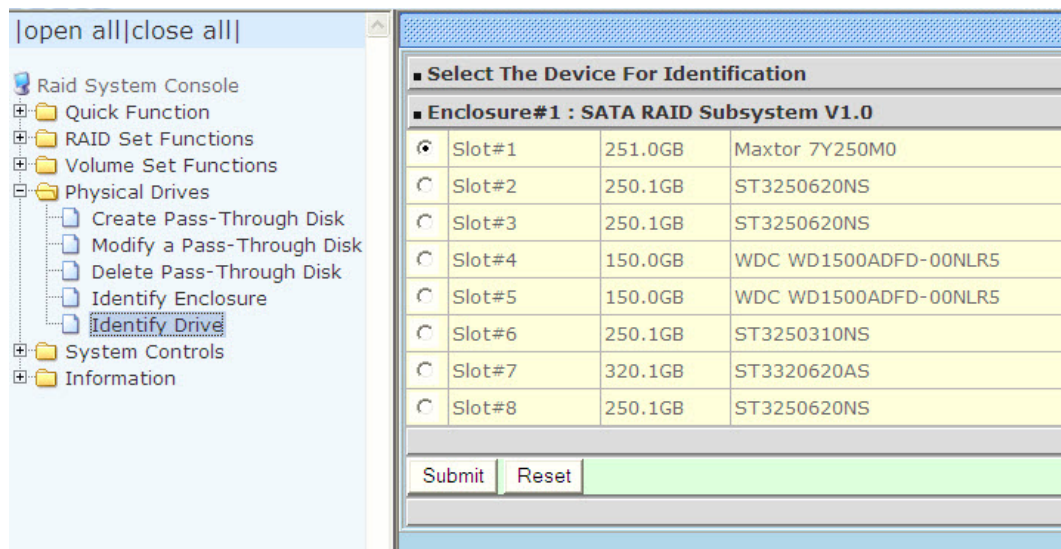 |open all|close all|
Raid System Console
Quick Function
RAID Set Functions
Volume Set Functions
Physical Drives
Create Pass-Through Disk
Modify a Pass-Through Disk
Delete Pass-Through Disk
Identify Enclosure
Identify Drive
System Controls
Information
Select The Device For Identification
Enclosure#1 : SATA RAID Subsystem V1.0
Slot#1 251.0GB Maxtor 7Y250M0
Slot#2 250.1GB ST3250620NS
Slot#3 250.1GB ST3250620NS
Slot#4 150.0GB WDC WD1500ADFD-00NLR5
Slot#5 150.0GB WDC WD1500ADFD-00NLR5
Slot#6 250.1GB ST3250310NS
Slot#7 320.1GB ST3320620AS
Slot#8 250.1GB ST3250620NS
Submit Reset